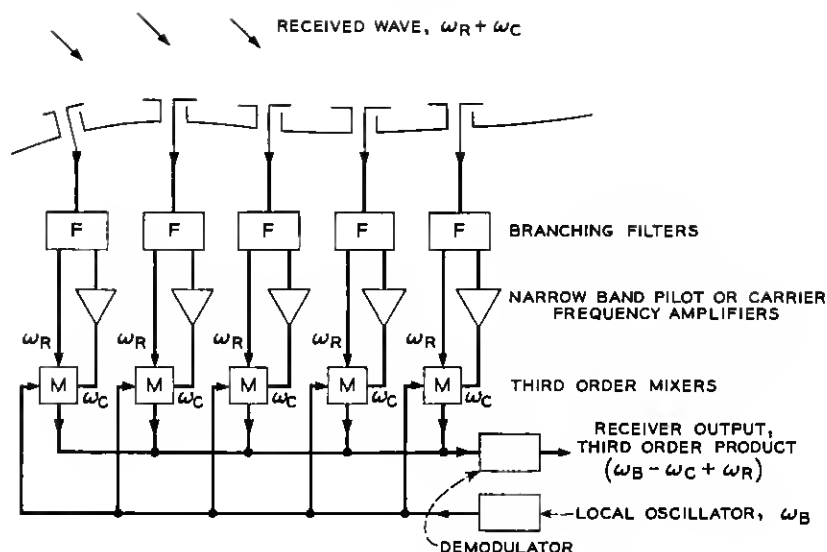 RECEIVED WAVE, ωR + ωC
F F F F F
BRANCHING FILTERS
NARROW BAND PILOT OR CARRIER
FREQUENCY AMPLIFIERS
ωR ωR ωR ωR ωR
M M M M M
THIRD ORDER MIXERS
ωC ωC ωC ωC ωC
RECEIVER OUTPUT,
THIRD ORDER PRODUCT
(ωB - ωC + ωR)
LOCAL OSCILLATOR, ωB
DEMODULATOR